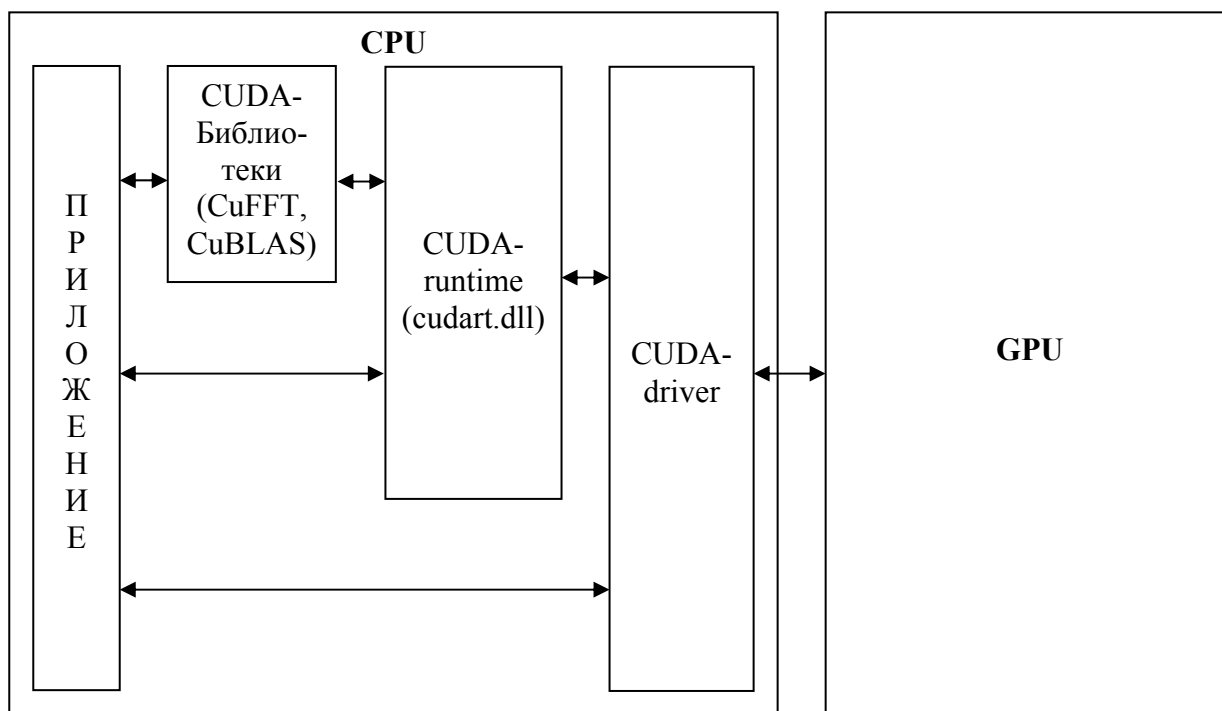 CPU
П
Р
И
Л
О
Ж
Е
Н
И
Е
CUDA-
Библио-
теки
(CuFFT,
CuBLAS)
CUDA-
runtime
(cudart.dll)
CUDA-
driver
GPU